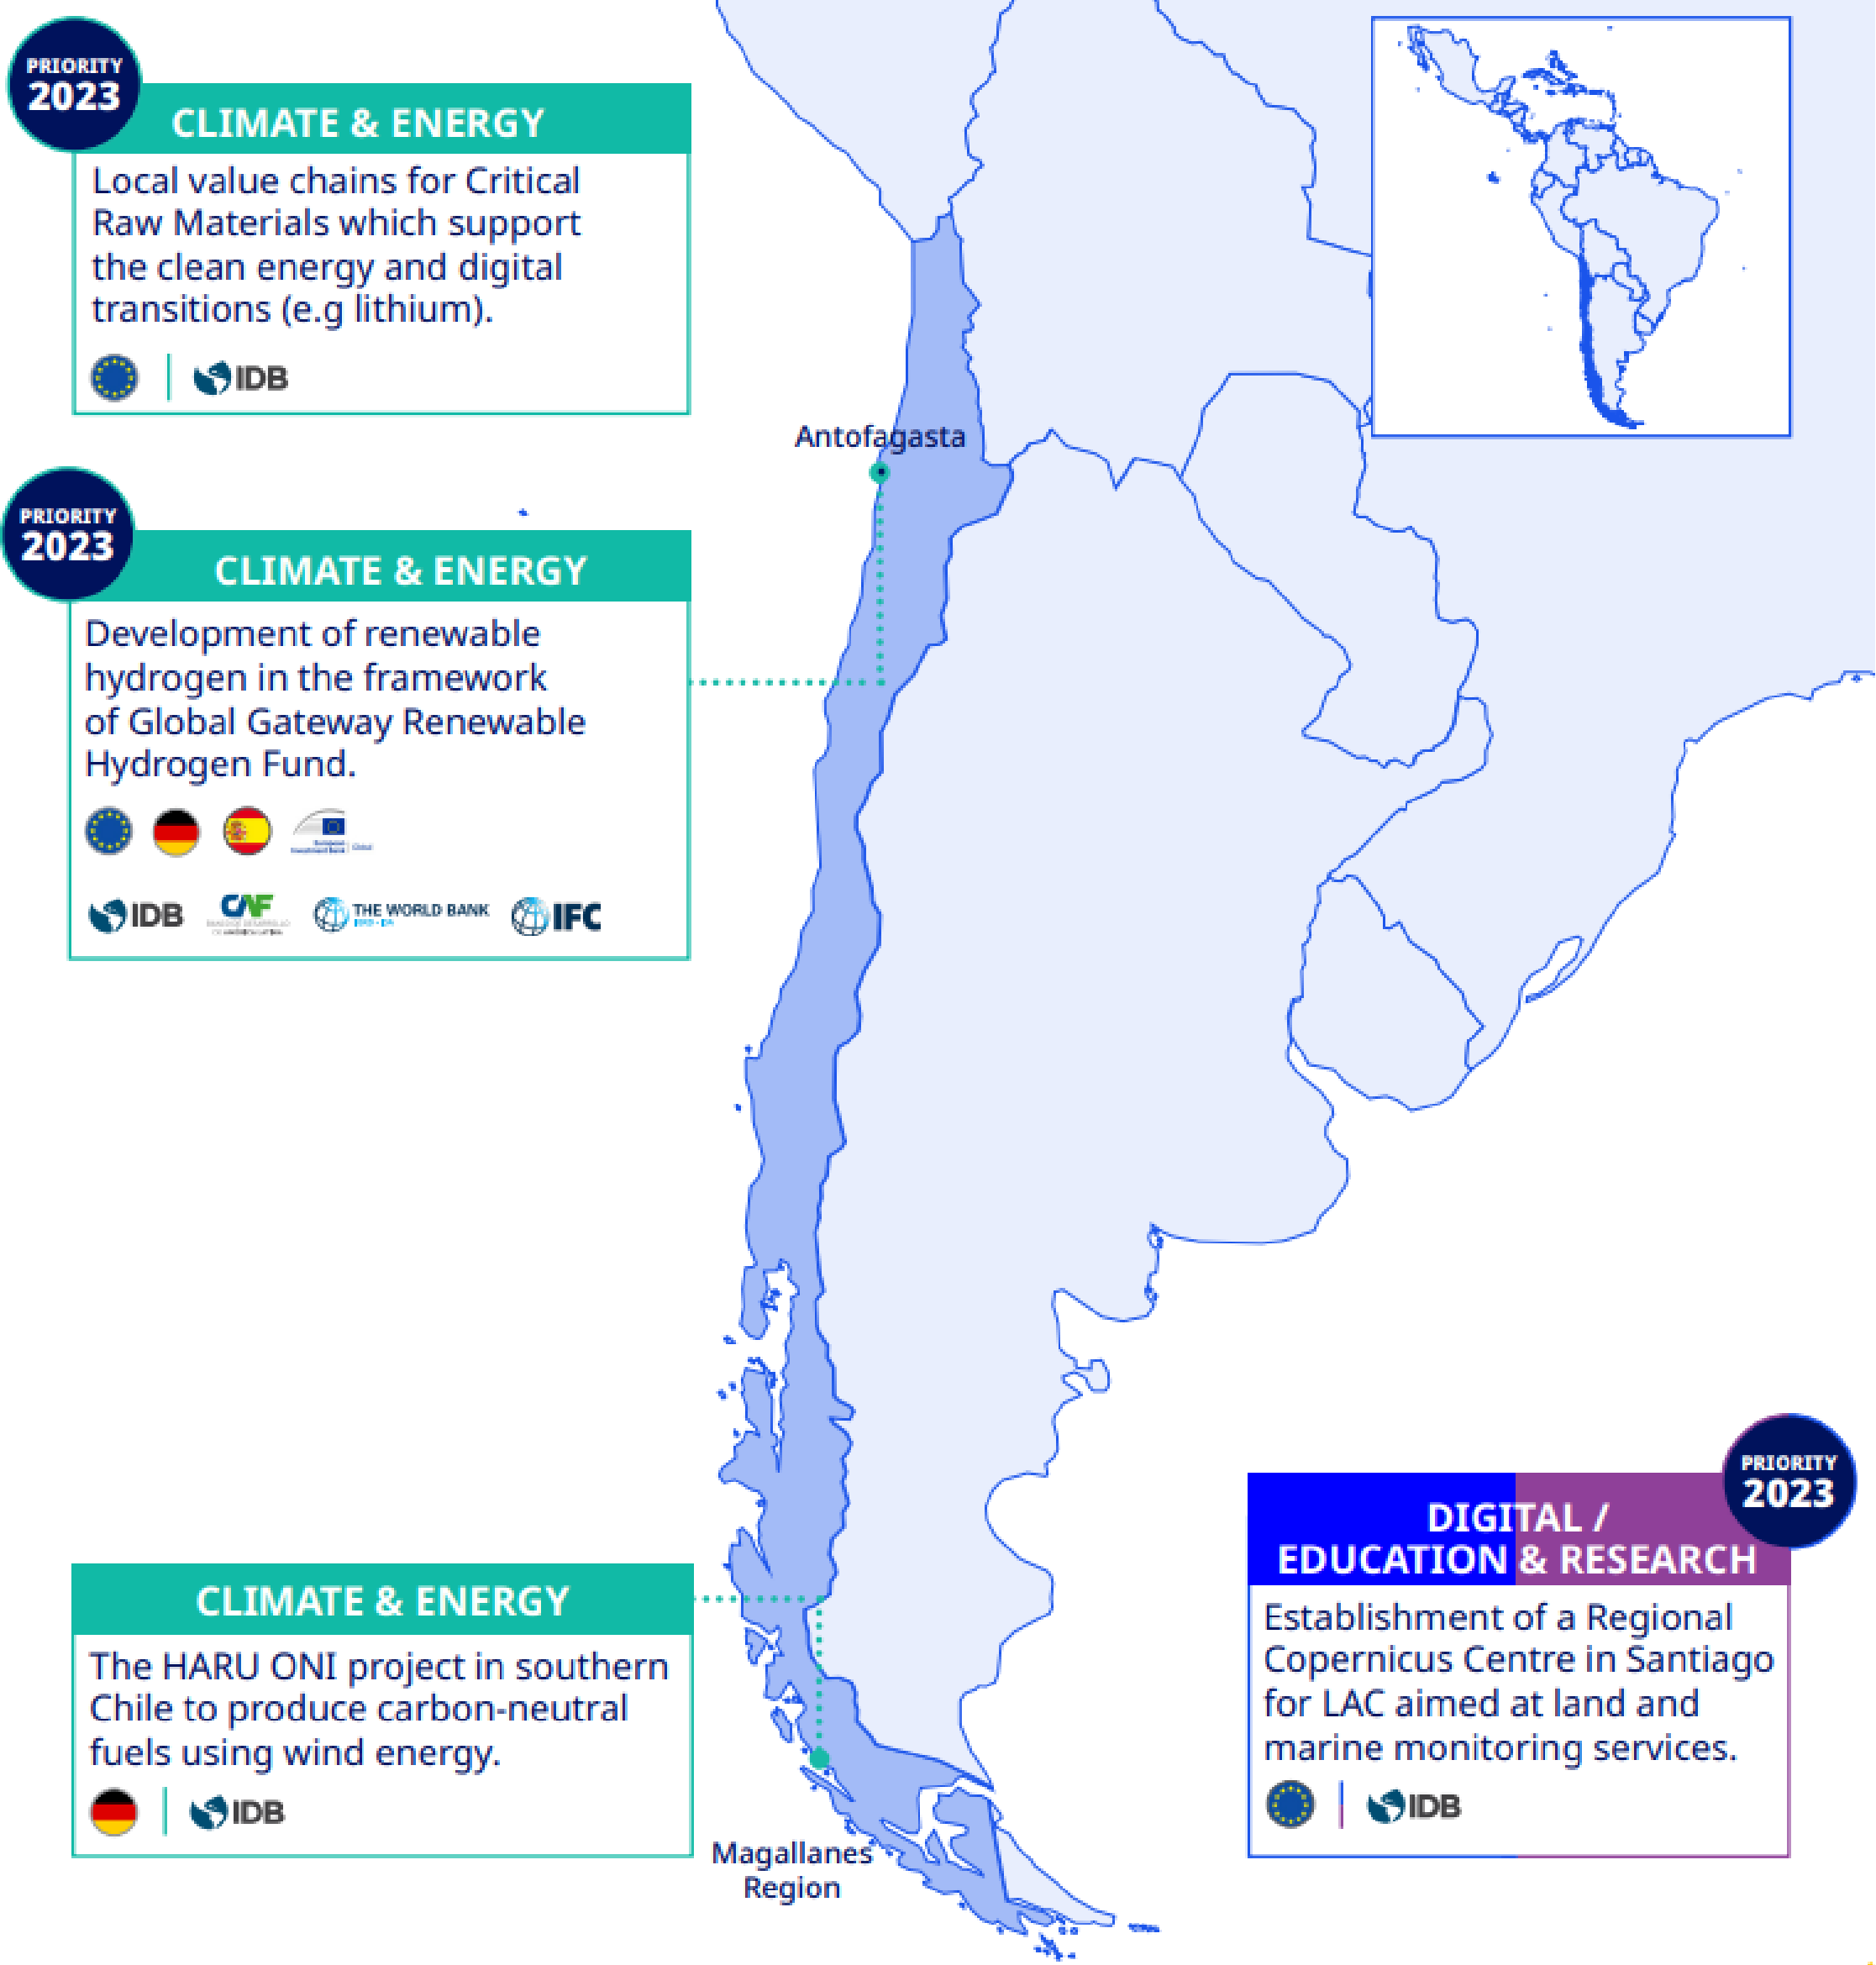 PRIORITY
2023
CLIMATE & ENERGY
Local value chains for Critical
Raw Materials which support
the clean energy and digital
transitions (e.g lithium).
IDB
Antofagasta
PRIORITY
2023
CLIMATE & ENERGY
Development of renewable
hydrogen in the framework
of Global Gateway Renewable
Hydrogen Fund.
European
Investment Bank Global
IDB
CAF
THE WORLD BANK
IFC
CLIMATE & ENERGY
The HARU ONI project in southern
Chile to produce carbon-neutral
fuels using wind energy.
IDB
Magallanes
Region
PRIORITY
2023
DIGITAL /
EDUCATION & RESEARCH
Establishment of a Regional
Copernicus Centre in Santiago
for LAC aimed at land and
marine monitoring services.
IDB